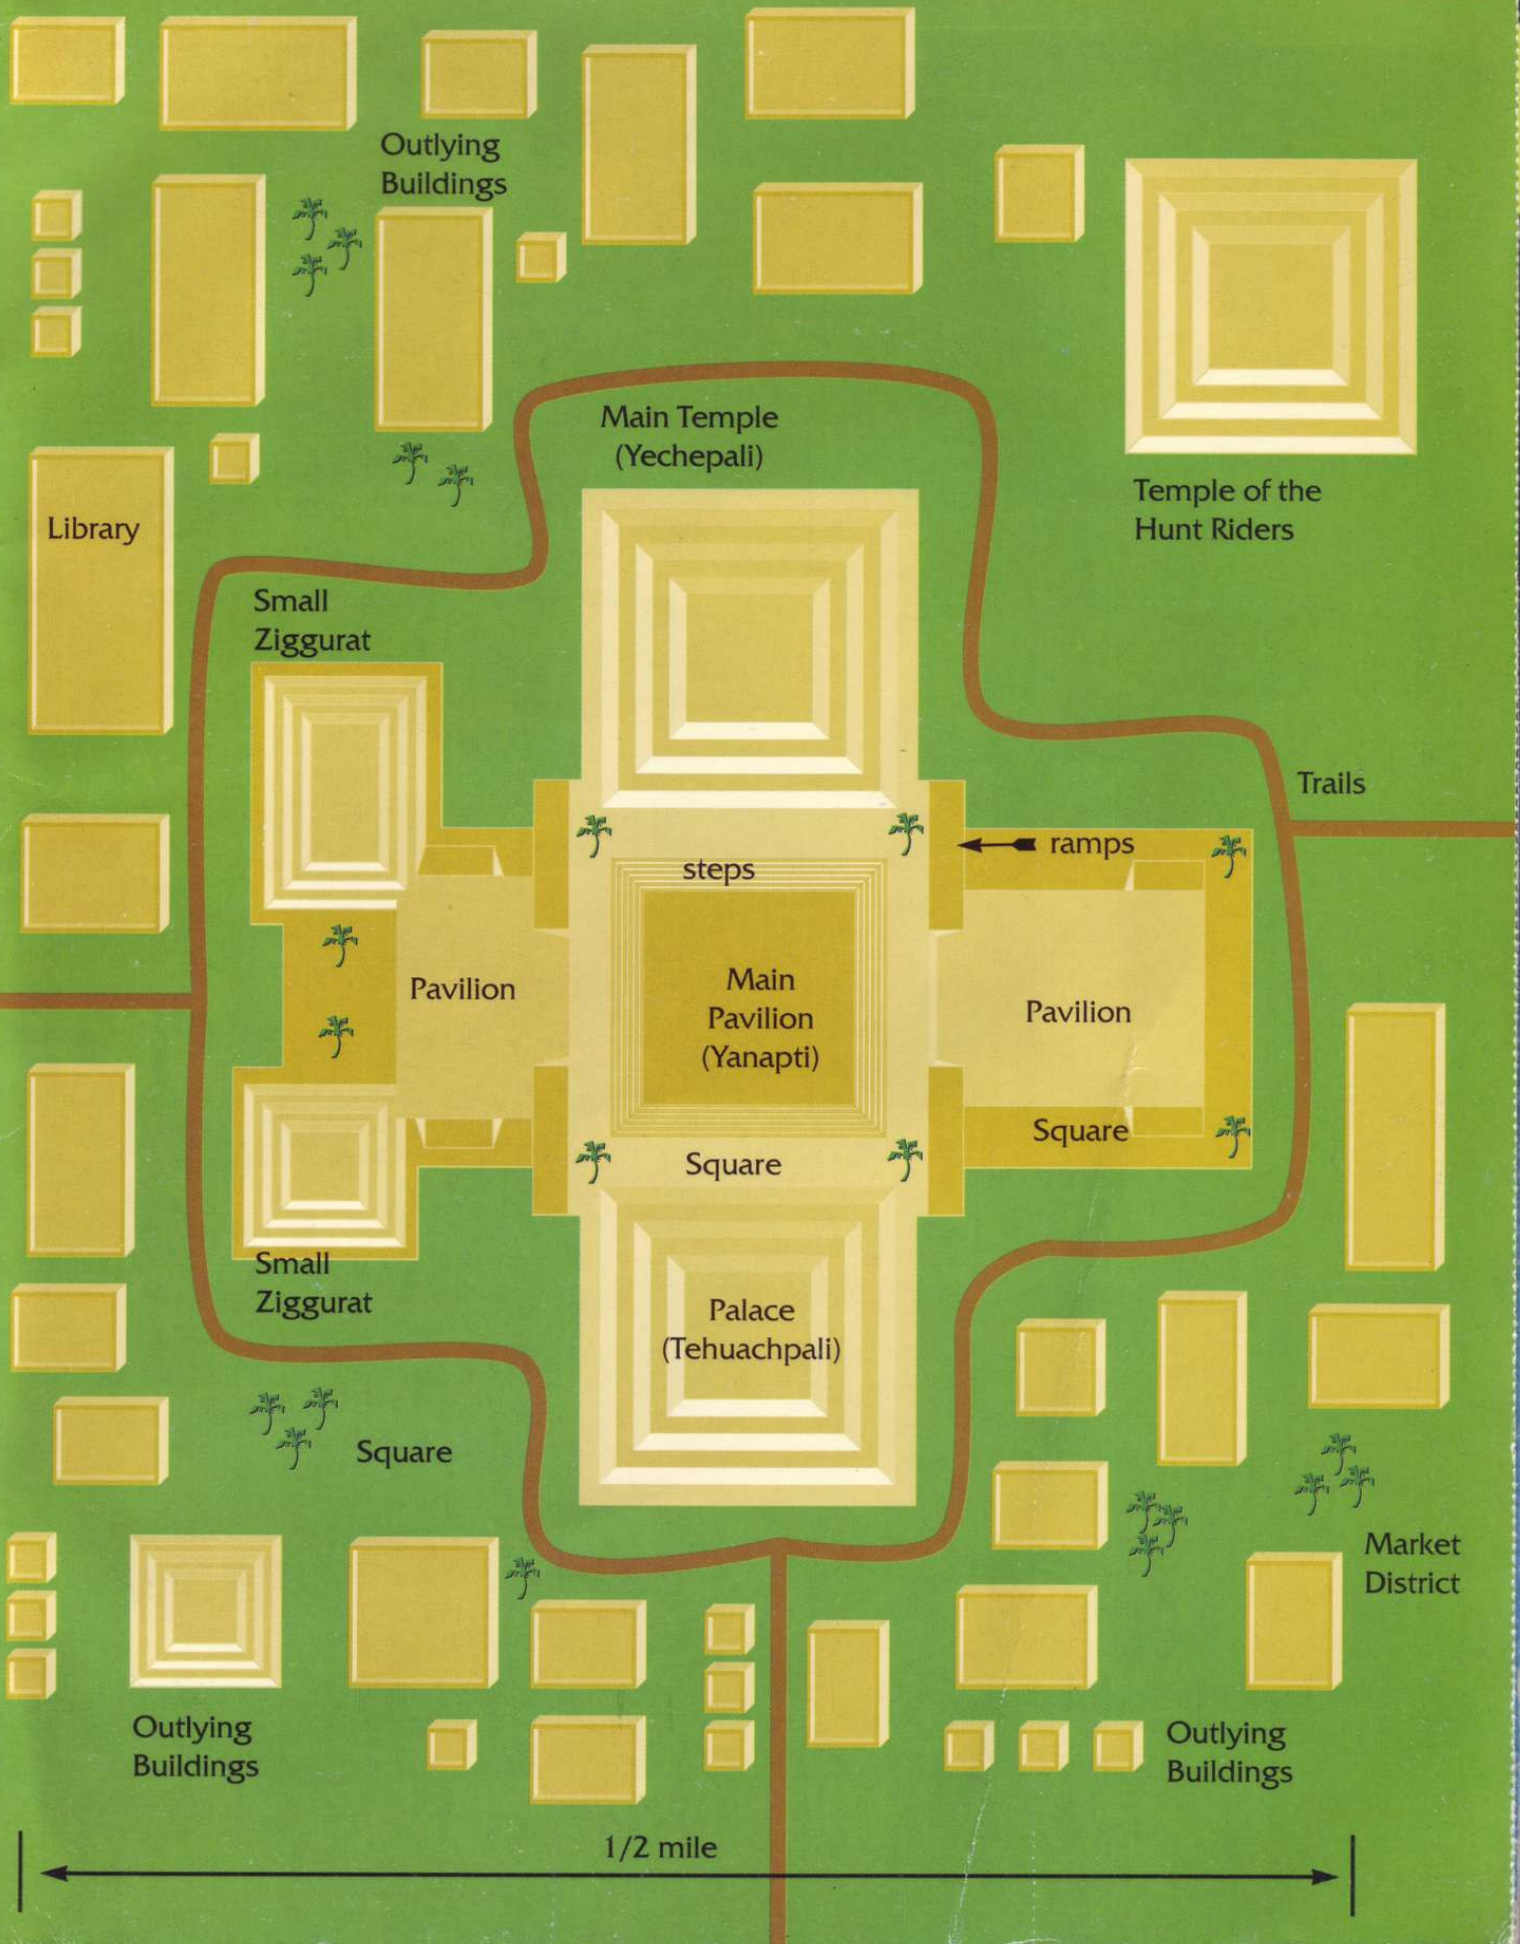 Outlying
Buildings
Main Temple
(Yechepali)
Temple of the
Hunt Riders
Library
Small
Ziggurat
Trails
ramps
steps
Pavilion
Main
Pavilion
(Yanapti)
Pavilion
Square
Square
Small
Ziggurat
Palace
(Tehuachpali)
Square
Market
District
Outlying
Buildings
Outlying
Buildings
1/2 mile